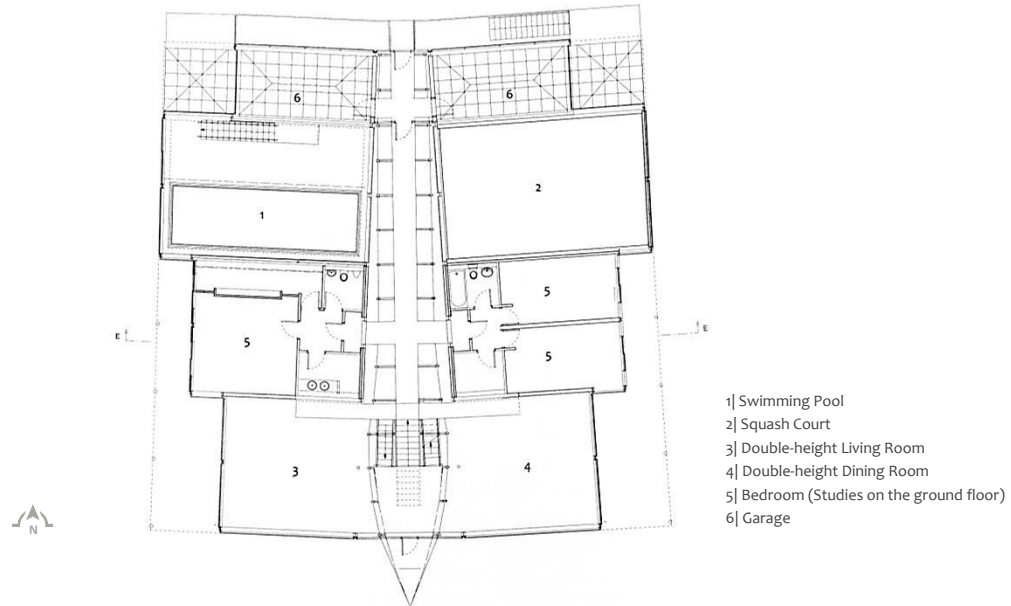 6
6
2
1
5
5
E
E
5
5
3
4
1| Swimming Pool
2| Squash Court
3| Double-height Living Room
4| Double-height Dining Room
5| Bedroom (Studies on the ground floor)
6| Garage
N